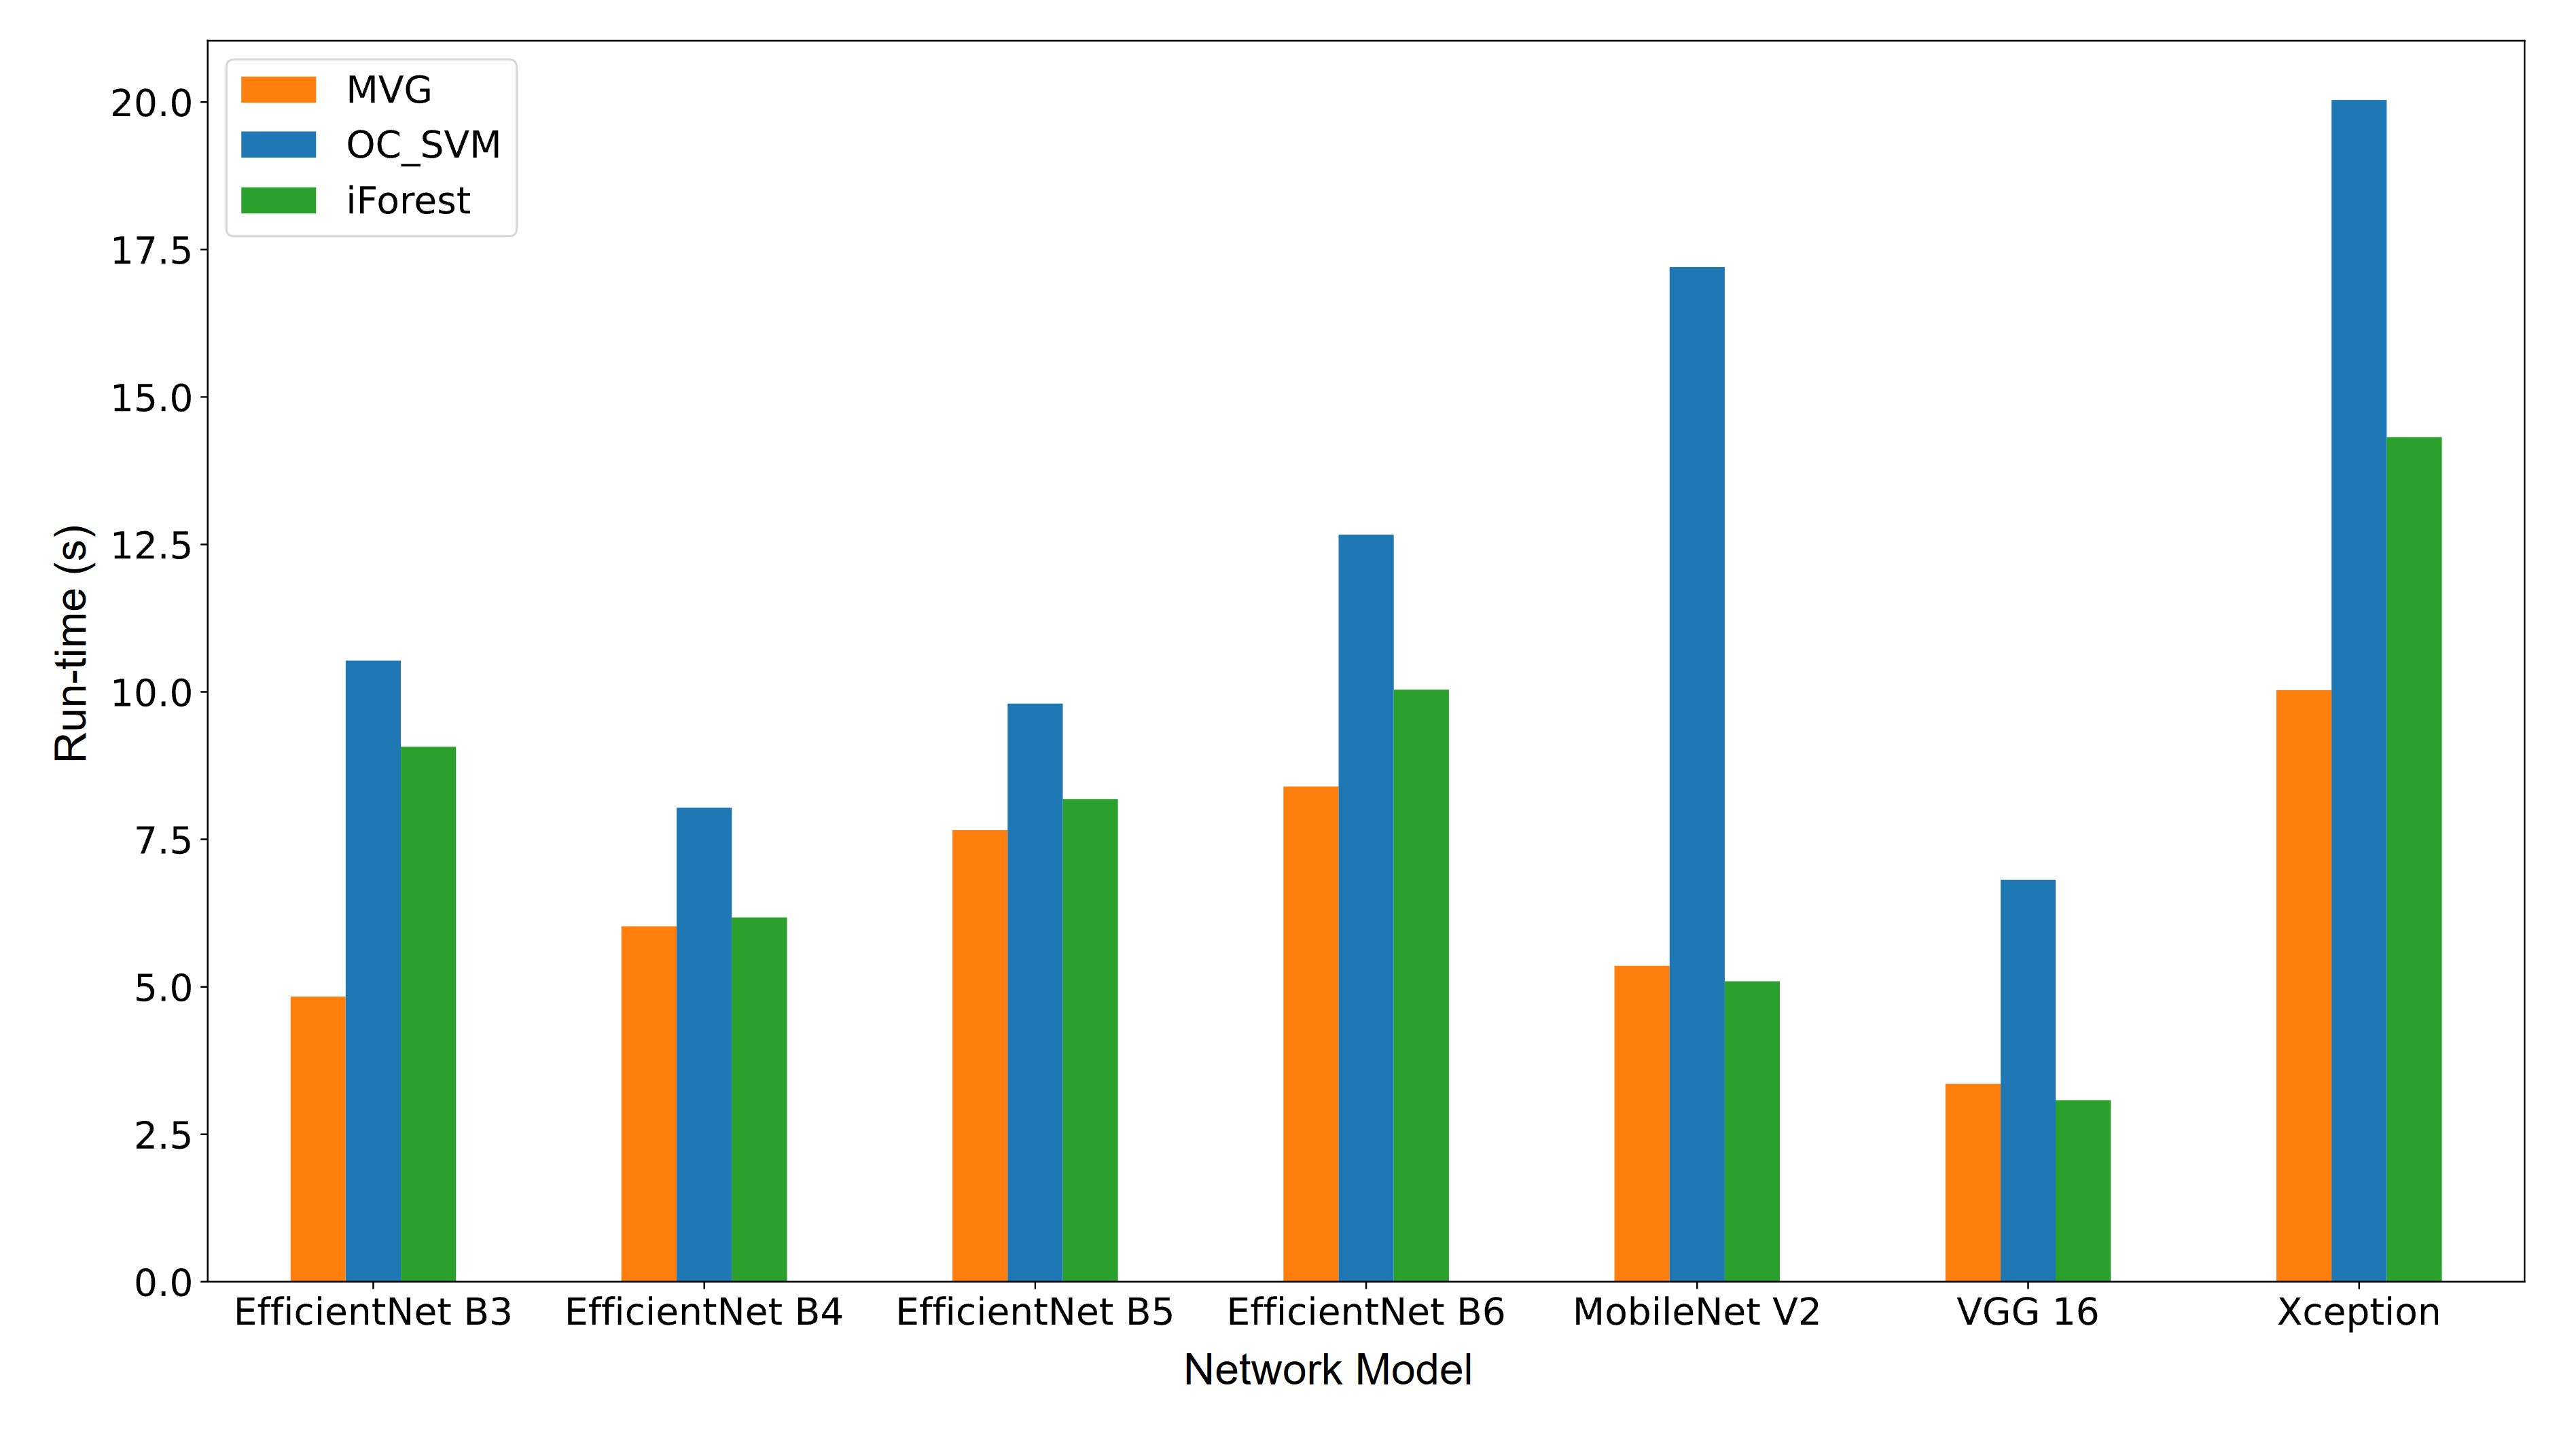 MVG
OC_SVM
iForest
Run-time (s)
20.0
17.5
15.0
12.5
10.0
7.5
5.0
2.5
0.0
EfficientNet B3 EfficientNet B4 EfficientNet B5 EfficientNet B6 MobileNet V2 VGG 16 Xception
Network Model